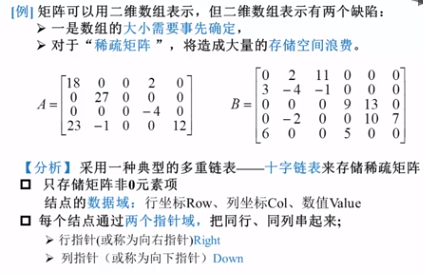 [例] 矩阵可以用二维数组表示，但二维数组表示有两个缺陷：
➢ 一是数组的大小需要事先确定，
➢ 对于“稀疏矩阵 ”，将造成大量的存储空间浪费。
A=
18 0 0 2 0
0 27 0 0 0
0 0 0 -4 0
23 -1 0 0 12
B=
0 2 11 0 0 0
3 -4 -1 0 0 0
0 0 0 9 13 0
0 -2 0 0 10 7
6 0 0 5 0 0
【分析】采用一种典型的多重链表——十字链表来存储稀疏矩阵
□ 只存储矩阵非0元素项
结点的数据域：行坐标Row、列坐标Col、数值Value
□ 每个结点通过两个指针域，把同行、同列串起来；
➢ 行指针(或称为向右指针)Right
➢ 列指针（或称为向下指针）Down